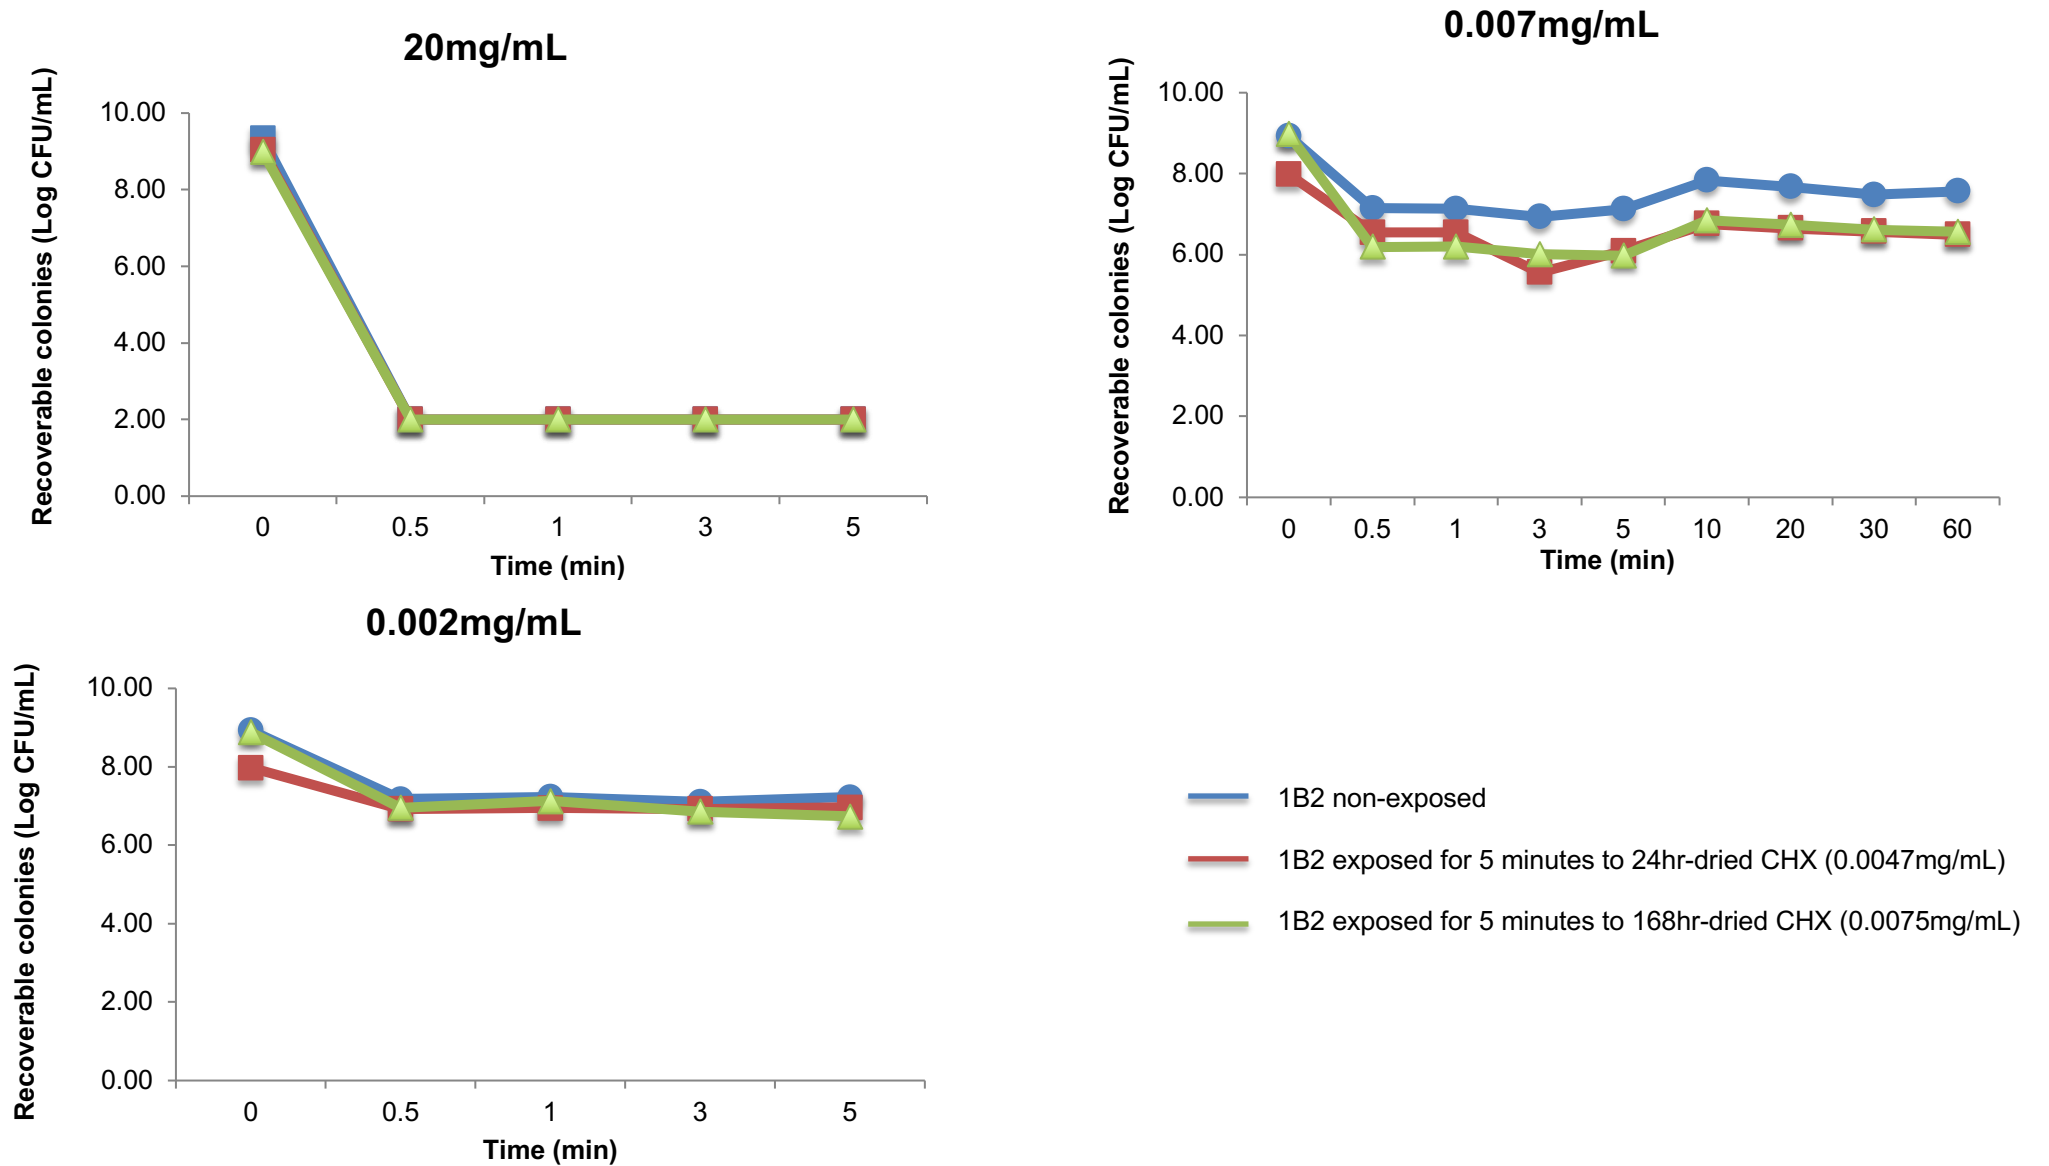 20mg/mL
Recoverable colonies (Log CFU/mL)
10.00
8.00
6.00
4.00
2.00
0.00
0 0.5 1 3 5
Time (min)
0.007mg/mL
Recoverable colonies (Log CFU/mL)
10.00
8.00
6.00
4.00
2.00
0.00
0 0.5 1 3 5 10 20 30 60
Time (min)
0.002mg/mL
Recoverable colonies (Log CFU/mL)
10.00
8.00
6.00
4.00
2.00
0.00
0 0.5 1 3 5
Time (min)
1B2 non-exposed
1B2 exposed for 5 minutes to 24hr-dried CHX (0.0047mg/mL)
1B2 exposed for 5 minutes to 168hr-dried CHX (0.0075mg/mL)